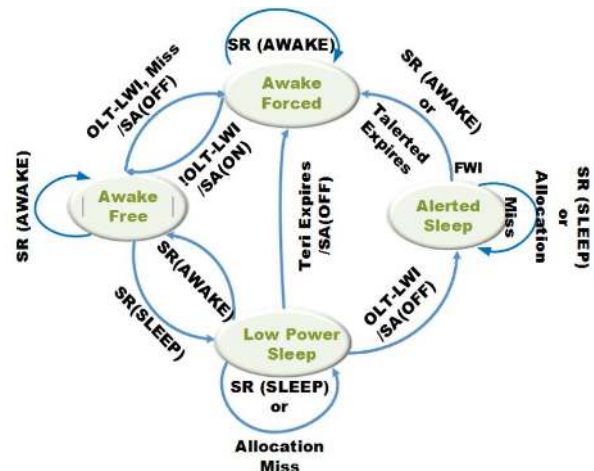 SR (AWAKE)
Awake
Forced
OLT-LWI, Miss
/SA(OFF)
!OLT-LWI
/SA(ON)
SR (AWAKE)
or
Talerted
Expires
FWI
SR (AWAKE)
Awake
Free
Teri Expires
/SA(OFF)
Alerted
Sleep
SR (SLEEP)
or
Allocation
Miss
SR(AWAKE)
SR(SLEEP)
OLT-LWI
/SA(OFF)
Low Power
Sleep
SR (SLEEP)
or
Allocation
Miss